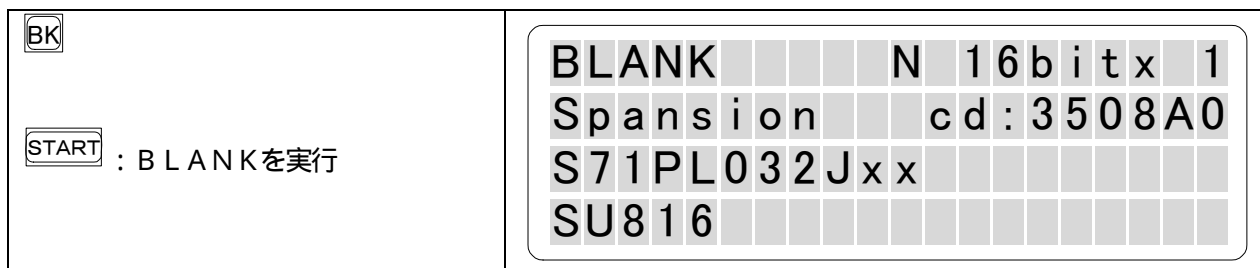 BK
START : BLANKを実行
BLANK N 16bitx 1
Spansion cd:3508A0
S71PL032Jxx
SU816